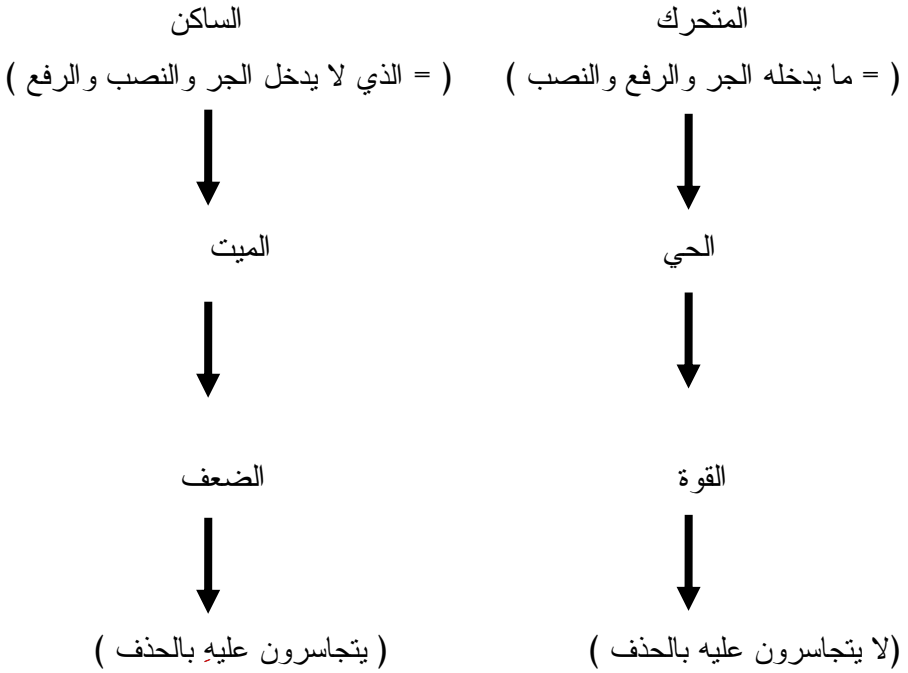 المتحرك الساكن
( = ما يدخله الجر والرفع والنصب ) ( = الذي لا يدخل الجر والنصب والرفع )
الحي الميت
القوة الضعف
(لا يتجاسرون عليه بالحذف ) ( يتجاسرون عليهِ بالحذف )